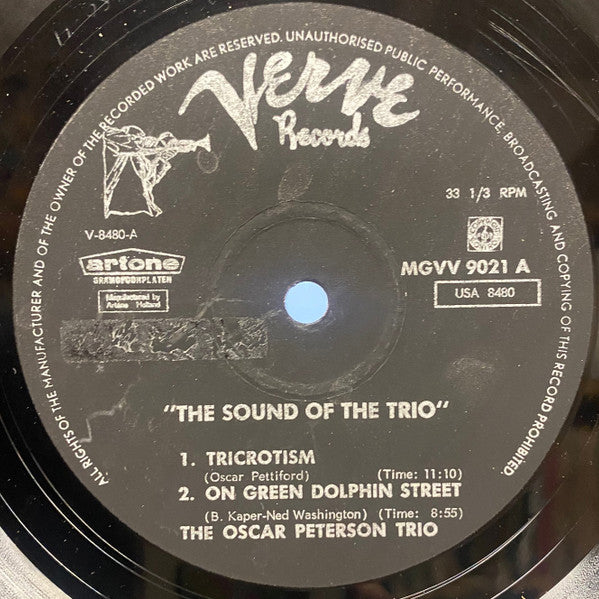 ALL RIGHTS OF THE MANUFACTURER AND OF THE OWNER OF THE RECORDED WORK ARE RESERVED. UNAUTHORISED PUBLIC PERFORMANCE, BROADCASTING AND COPYING OF THIS RECORD PROHIBITED.
Verve
Records
33 1/3 RPM
V-8480-A
artone
GRAMOFOONPLATEN
Manufactured by
Artone Holland
MGVV 9021 A
USA 8480
"THE SOUND OF THE TRIO"
1. TRICROTISM
(Oscar Pettiford) (Time: 11:10)
2. ON GREEN DOLPHIN STREET
(B. Kaper-Ned Washington) (Time: 8:55)
THE OSCAR PETERSON TRIO